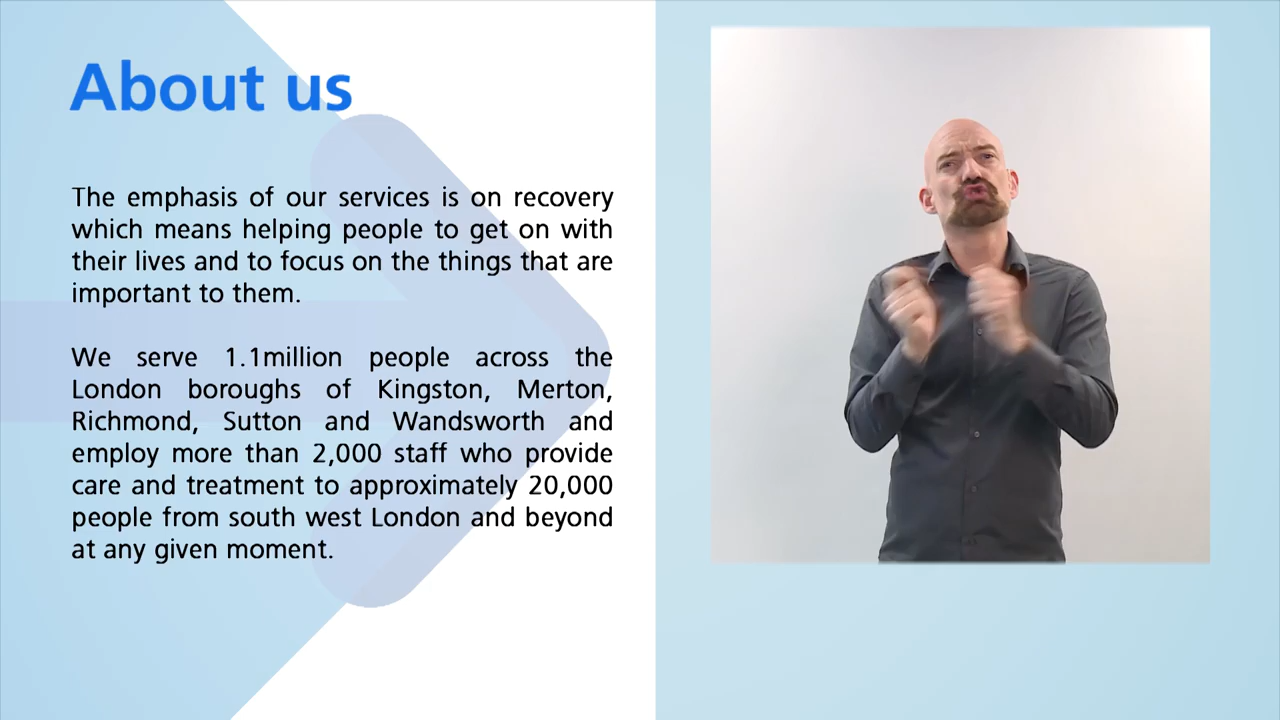 About us
The emphasis of our services is on recovery
which means helping people to get on with
their lives and to focus on the things that are
important to them.
We serve 1.1million people across the
London boroughs of Kingston, Merton,
Richmond, Sutton and Wandsworth and
employ more than 2,000 staff who provide
care and treatment to approximately 20,000
people from south west London and beyond
at any given moment.